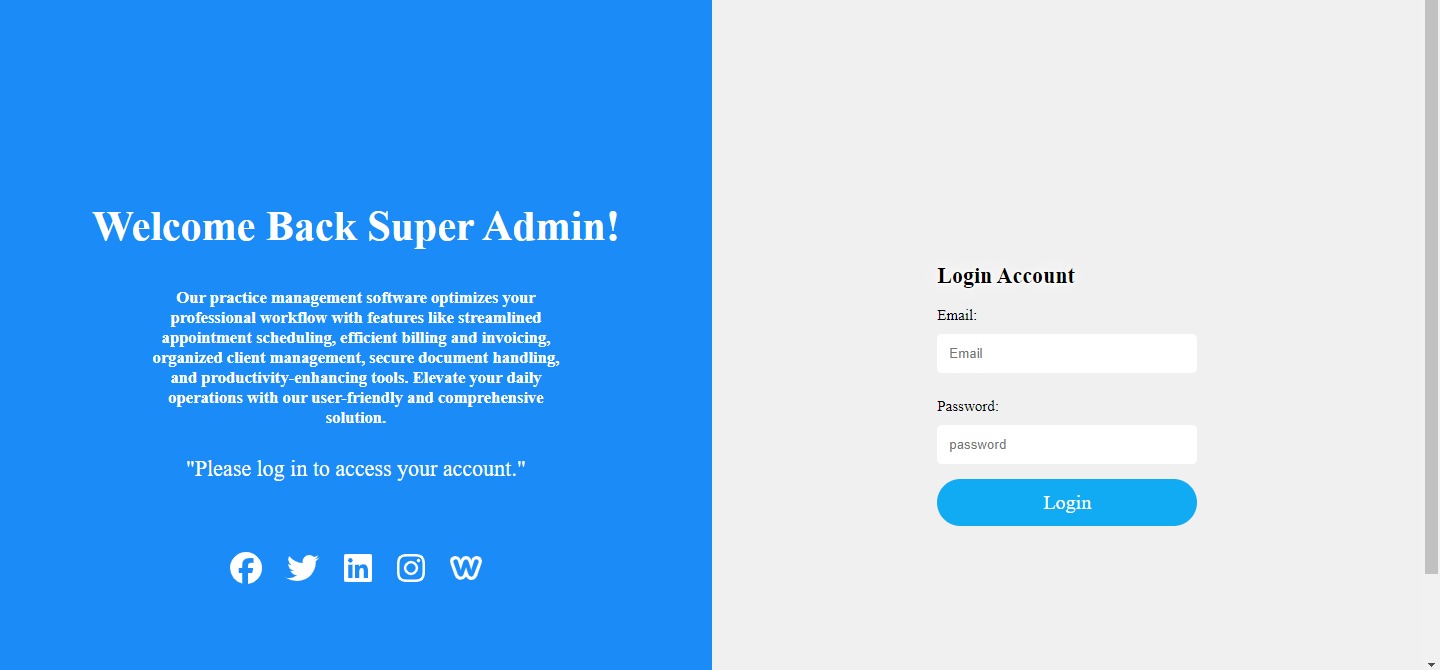 Welcome Back Super Admin!
Our practice management software optimizes your
professional workflow with features like streamlined
appointment scheduling, efficient billing and invoicing,
organized client management, secure document handling,
and productivity-enhancing tools. Elevate your daily
operations with our user-friendly and comprehensive
solution.
"Please log in to access your account."
Login Account
Email:
Email
Password:
password
Login